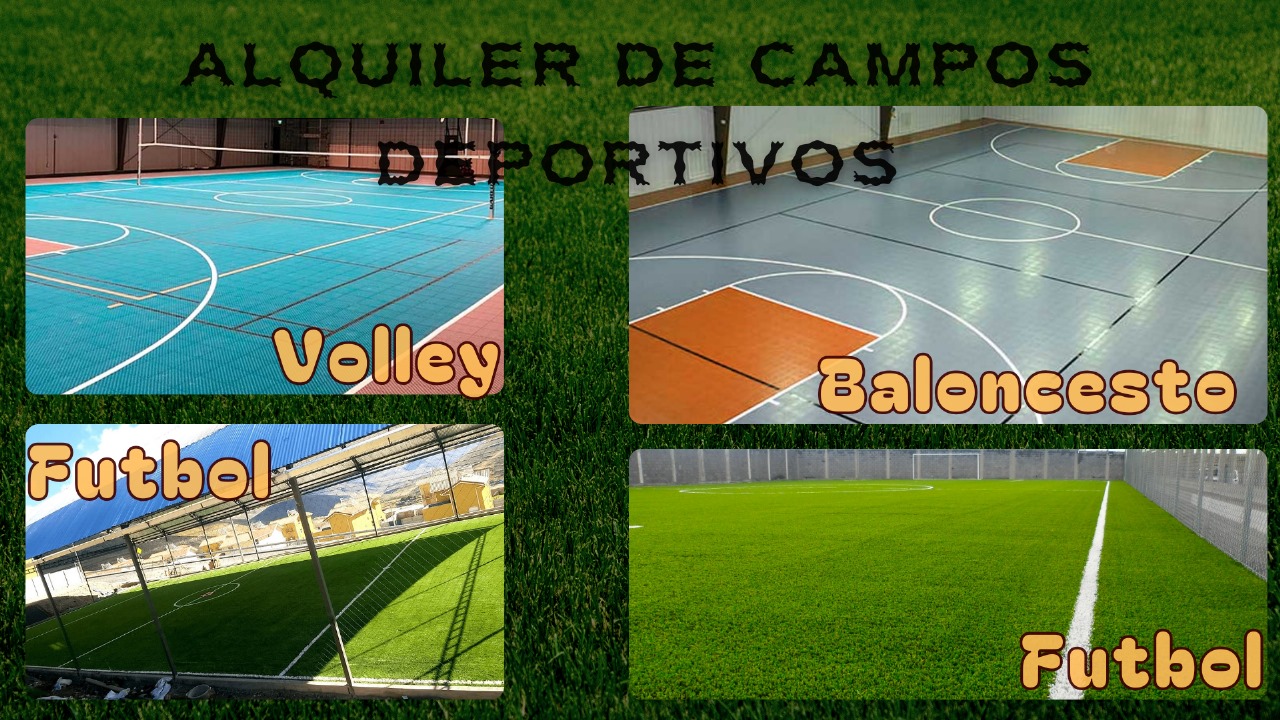 ALQUILER DE CAMPOS
DEPORTIVOS
Volley
Baloncesto
Futbol
Futbol